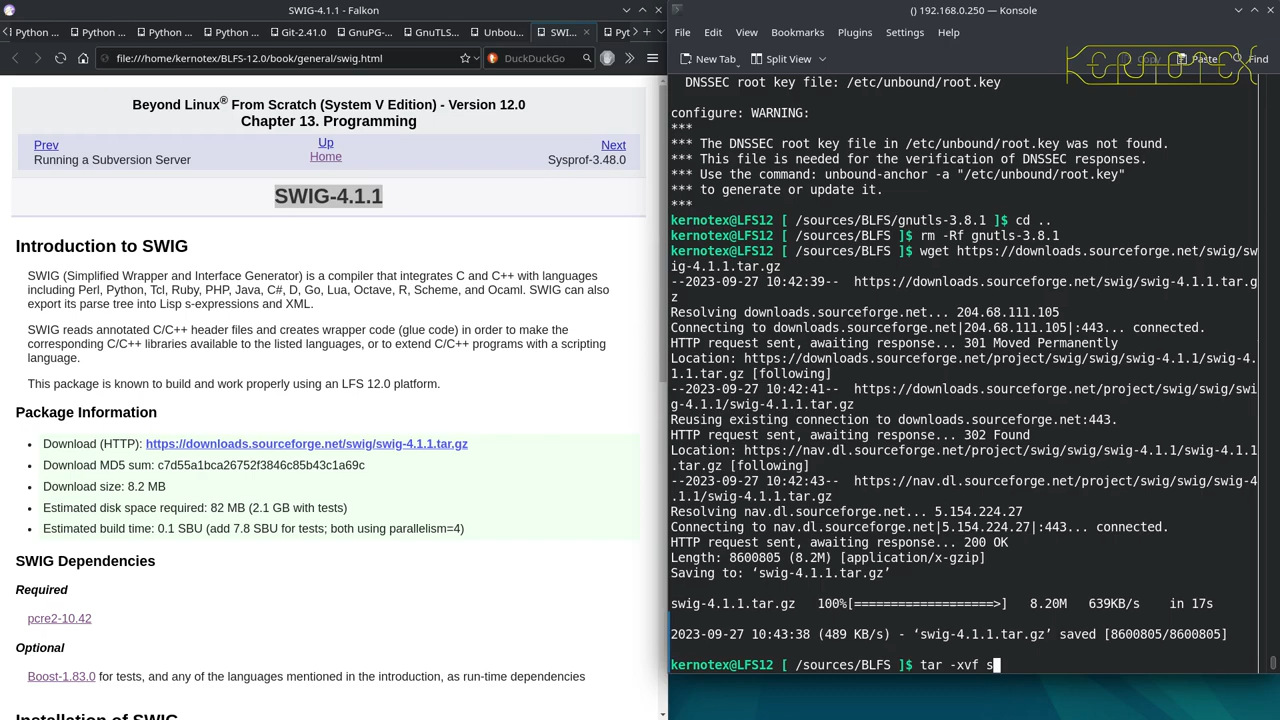 SWIG-4.1.1 - Falkon
Python ...
Python ...
Python ...
Python ...
Git-2.41.0
GnuPG-...
GnuTLS...
Unbou...
SWI...
Pyt
file:///home/kernotex/BLFS-12.0/book/general/swig.html
DuckDuckGo
Beyond Linux® From Scratch (System V Edition) - Version 12.0
Chapter 13. Programming
Prev
Up
Next
Running a Subversion Server
Home
Sysprof-3.48.0
SWIG-4.1.1
Introduction to SWIG
SWIG (Simplified Wrapper and Interface Generator) is a compiler that integrates C and C++ with languages
including Perl, Python, Tcl, Ruby, PHP, Java, C#, D, Go, Lua, Octave, R, Scheme, and Ocaml. SWIG can also
export its parse tree into Lisp s-expressions and XML.
SWIG reads annotated C/C++ header files and creates wrapper code (glue code) in order to make the
corresponding C/C++ libraries available to the listed languages, or to extend C/C++ programs with a scripting
language.
This package is known to build and work properly using an LFS 12.0 platform.
Package Information
Download (HTTP): https://downloads.sourceforge.net/swig/swig-4.1.1.tar.gz
Download MD5 sum: c7d55a1bca26752f3846c85b43c1a69c
Download size: 8.2 MB
Estimated disk space required: 82 MB (2.1 GB with tests)
Estimated build time: 0.1 SBU (add 7.8 SBU for tests; both using parallelism=4)
SWIG Dependencies
Required
pcre2-10.42
Optional
Boost-1.83.0 for tests, and any of the languages mentioned in the introduction, as run-time dependencies
Installation of SWIG
() 192.168.0.250 — Konsole
File Edit View Bookmarks Plugins Settings Help
New Tab Split View Copy Paste Find
KERNOTEX
DNSSEC root key file: /etc/unbound/root.key
configure: WARNING:
***
*** The DNSSEC root key file in /etc/unbound/root.key was not found.
*** This file is needed for the verification of DNSSEC responses.
*** Use the command: unbound-anchor -a "/etc/unbound/root.key"
*** to generate or update it.
***
kernotex@LFS12 [ /sources/BLFS/gnutls-3.8.1 ]$ cd ..
kernotex@LFS12 [ /sources/BLFS ]$ rm -Rf gnutls-3.8.1
kernotex@LFS12 [ /sources/BLFS ]$ wget https://downloads.sourceforge.net/swig/sw
ig-4.1.1.tar.gz
--2023-09-27 10:42:39-- https://downloads.sourceforge.net/swig/swig-4.1.1.tar.g
z
Resolving downloads.sourceforge.net... 204.68.111.105
Connecting to downloads.sourceforge.net|204.68.111.105|:443... connected.
HTTP request sent, awaiting response... 301 Moved Permanently
Location: https://downloads.sourceforge.net/project/swig/swig/swig-4.1.1/swig-4.
1.1.tar.gz [following]
--2023-09-27 10:42:41-- https://downloads.sourceforge.net/project/swig/swig/swi
g-4.1.1/swig-4.1.1.tar.gz
Reusing existing connection to downloads.sourceforge.net:443.
HTTP request sent, awaiting response... 302 Found
Location: https://nav.dl.sourceforge.net/project/swig/swig/swig-4.1.1/swig-4.1.1
.tar.gz [following]
--2023-09-27 10:42:43-- https://nav.dl.sourceforge.net/project/swig/swig/swig-4
.1.1/swig-4.1.1.tar.gz
Resolving nav.dl.sourceforge.net... 5.154.224.27
Connecting to nav.dl.sourceforge.net|5.154.224.27|:443... connected.
HTTP request sent, awaiting response... 200 OK
Length: 8600805 (8.2M) [application/x-gzip]
Saving to: ‘swig-4.1.1.tar.gz’
swig-4.1.1.tar.gz 100%[===================>] 8.20M 639KB/s in 17s
2023-09-27 10:43:38 (489 KB/s) - ‘swig-4.1.1.tar.gz’ saved [8600805/8600805]
kernotex@LFS12 [ /sources/BLFS ]$ tar -xvf s